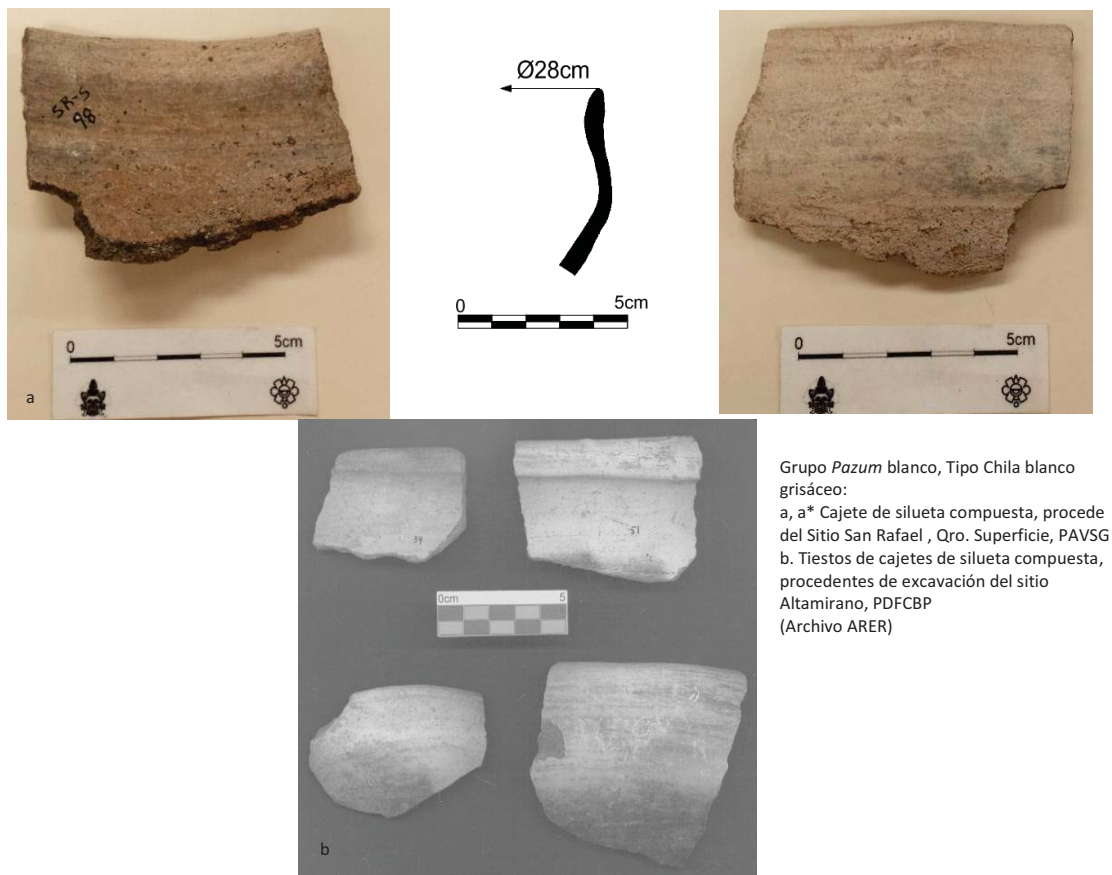 SR-S
98
0 5cm
a
Ø28cm
0 5cm
0 5cm
Grupo Pazum blanco, Tipo Chila blanco
grisáceo:
a, a* Cajete de silueta compuesta, procede
del Sitio San Rafael , Qro. Superficie, PAVSG
b. Tiestos de cajetes de silueta compuesta,
procedentes de excavación del sitio
Altamirano, PDFCBP
(Archivo ARER)
39
51
0cm 5
b